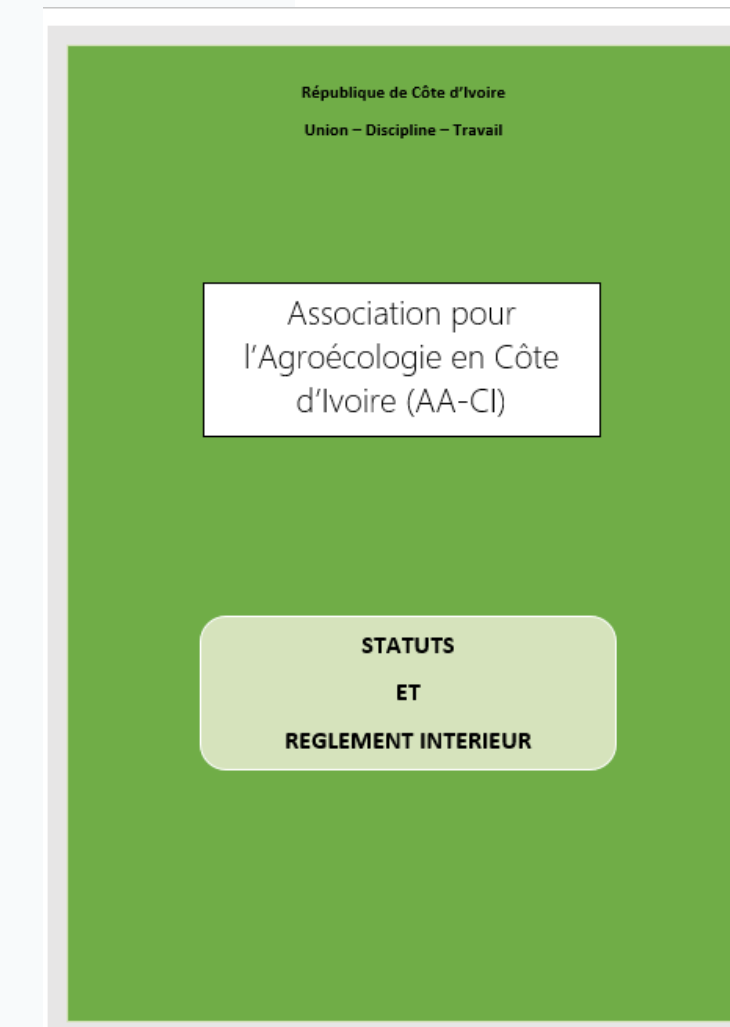 République de Côte d'Ivoire
Union – Discipline – Travail
Association pour
l'Agroécologie en Côte
d'Ivoire (AA-CI)
STATUTS
ET
REGLEMENT INTERIEUR